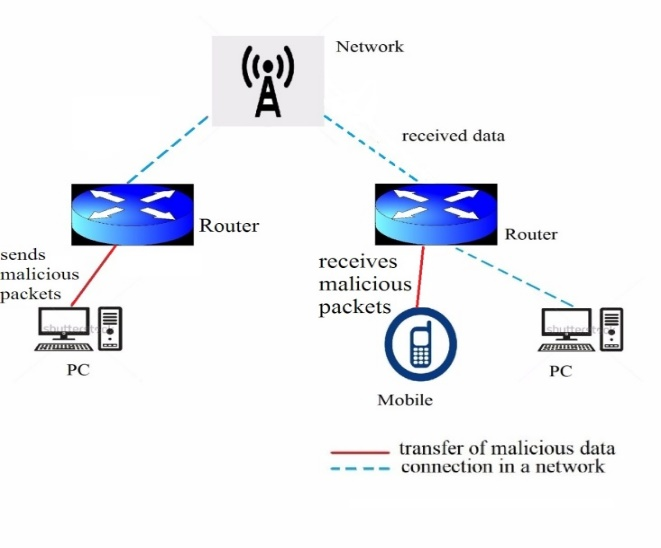 Network
received data
Router
Router
sends
malicious
packets
receives
malicious
packets
PC
Mobile
PC
transfer of malicious data
connection in a network